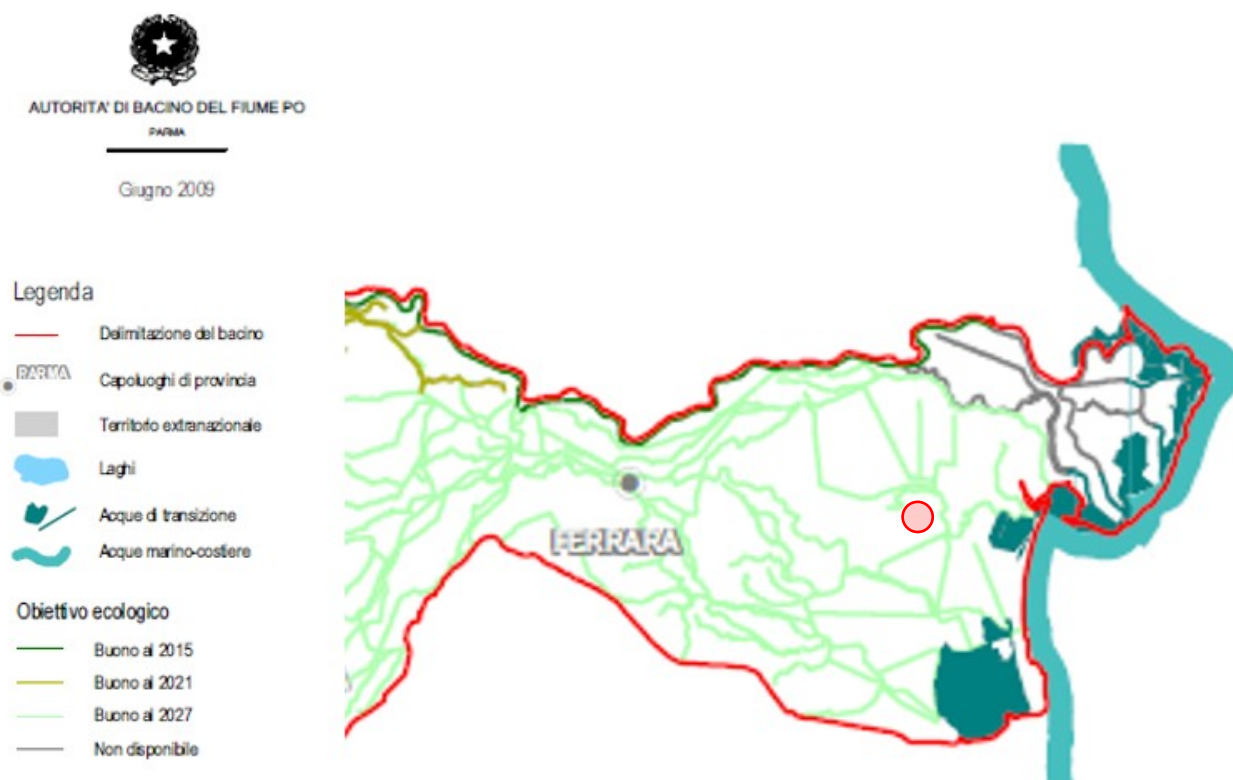 AUTORITA' DI BACINO DEL FIUME PO
PARMA
Giugno 2009
Legenda
Delimitazione del bacino
PARMA
Capoluoghi di provincia
Territorio extranazionale
Laghi
Acque di transizione
Acque marino-costiere
Obiettivo ecologico
Buono al 2015
Buono al 2021
Buono al 2027
Non disponibile
FERRARA